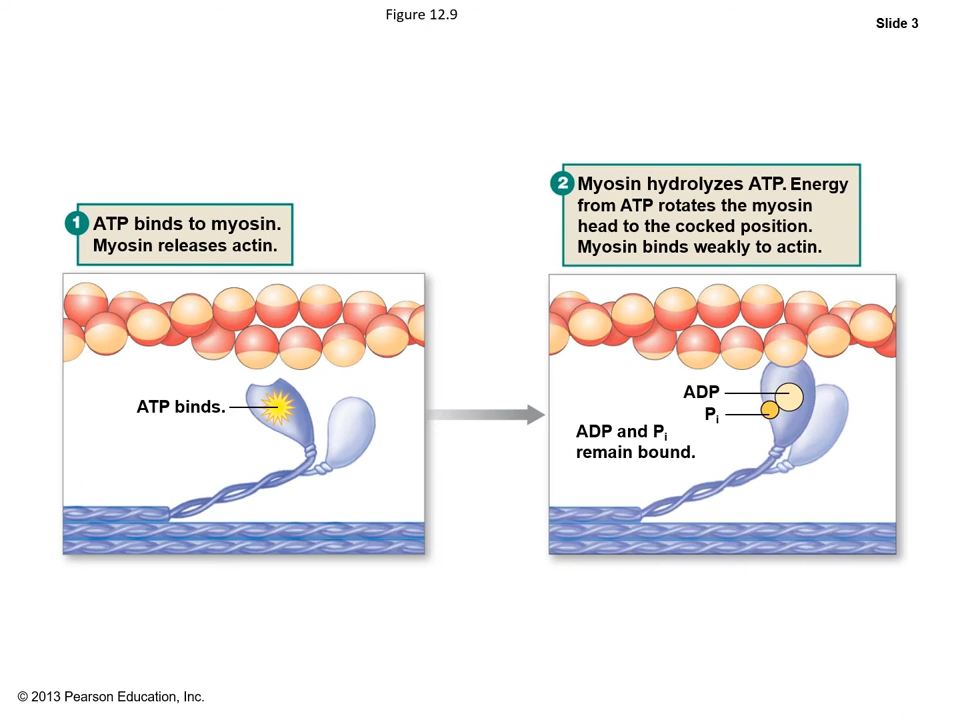 Figure 12.9
Slide 3
1 ATP binds to myosin.
Myosin releases actin.
2 Myosin hydrolyzes ATP. Energy
from ATP rotates the myosin
head to the cocked position.
Myosin binds weakly to actin.
ATP binds.
ADP
Pi
ADP and Pi
remain bound.
© 2013 Pearson Education, Inc.